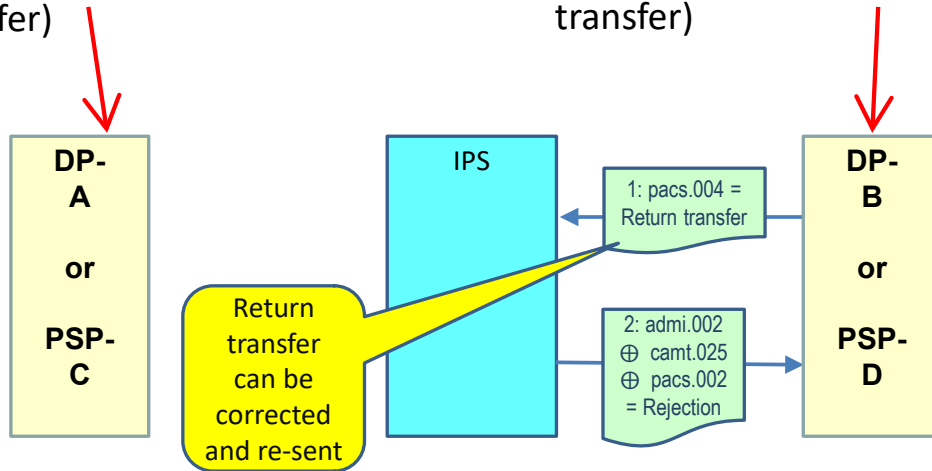 fer)
transfer)
DP-
A
or
PSP-
C
IPS
1: pacs.004 =
Return transfer
DP-
B
or
PSP-
D
Return
transfer
can be
corrected
and re-sent
2: admi.002
⊕ camt.025
⊕ pacs.002
= Rejection